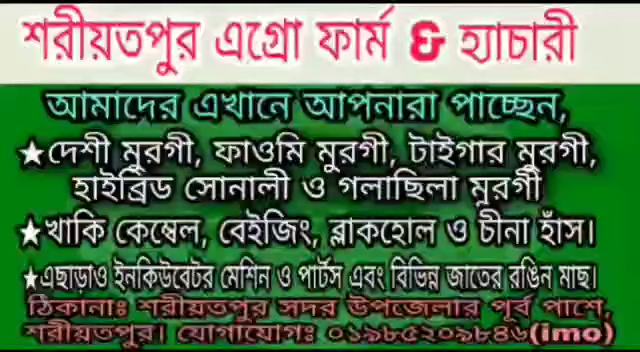 শরীয়তপুর এগ্রো ফার্ম & হ্যাচারী
আমাদের এখানে আপনারা পাচ্ছেন,
★দেশী মুরগী, ফাওমি মুরগী, টাইগার মুরগী,
হাইব্রিড সোনালী ও গলাছিলা মুরগী
★খাকি কেম্বেল, বেইজিং, ব্লাকহোল ও চীনা হাঁস।
★এছাড়াও ইনকিউবেটর মেশিন ও পার্টস এবং বিভিন্ন জাতের রঙিন মাছ।
ঠিকানাঃ শরীয়তপুর সদর উপজেলার পূর্ব পাশে,
শরীয়তপুর। যোগাযোগঃ ০১৯৮৫২০৯৮৪৬(imo)